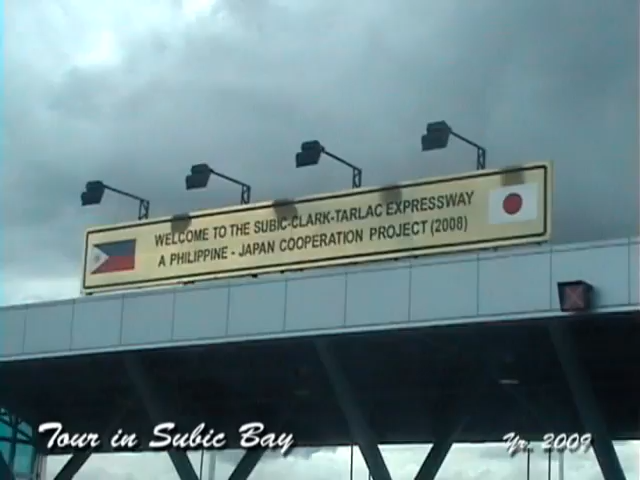 WELCOME TO THE SUBIC-CLARK-TARLAC EXPRESSWAY
A PHILIPPINE - JAPAN COOPERATION PROJECT (2008)
Tour in Subic Bay
Yr. 2009